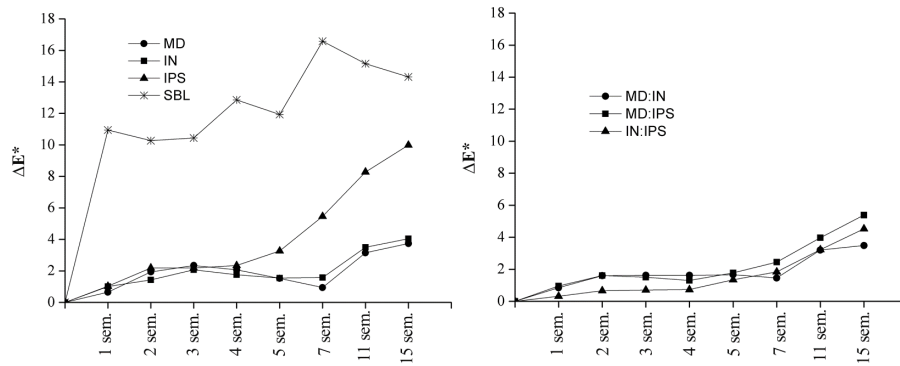 18
16
14
12
10
8
6
4
2
0
ΔE*
MD
IN
IPS
SBL
1 sem.
2 sem.
3 sem.
4 sem.
5 sem.
7 sem.
11 sem.
15 sem.
18
16
14
12
10
8
6
4
2
0
ΔE*
MD:IN
MD:IPS
IN:IPS
1 sem.
2 sem.
3 sem.
4 sem.
5 sem.
7 sem.
11 sem.
15 sem.